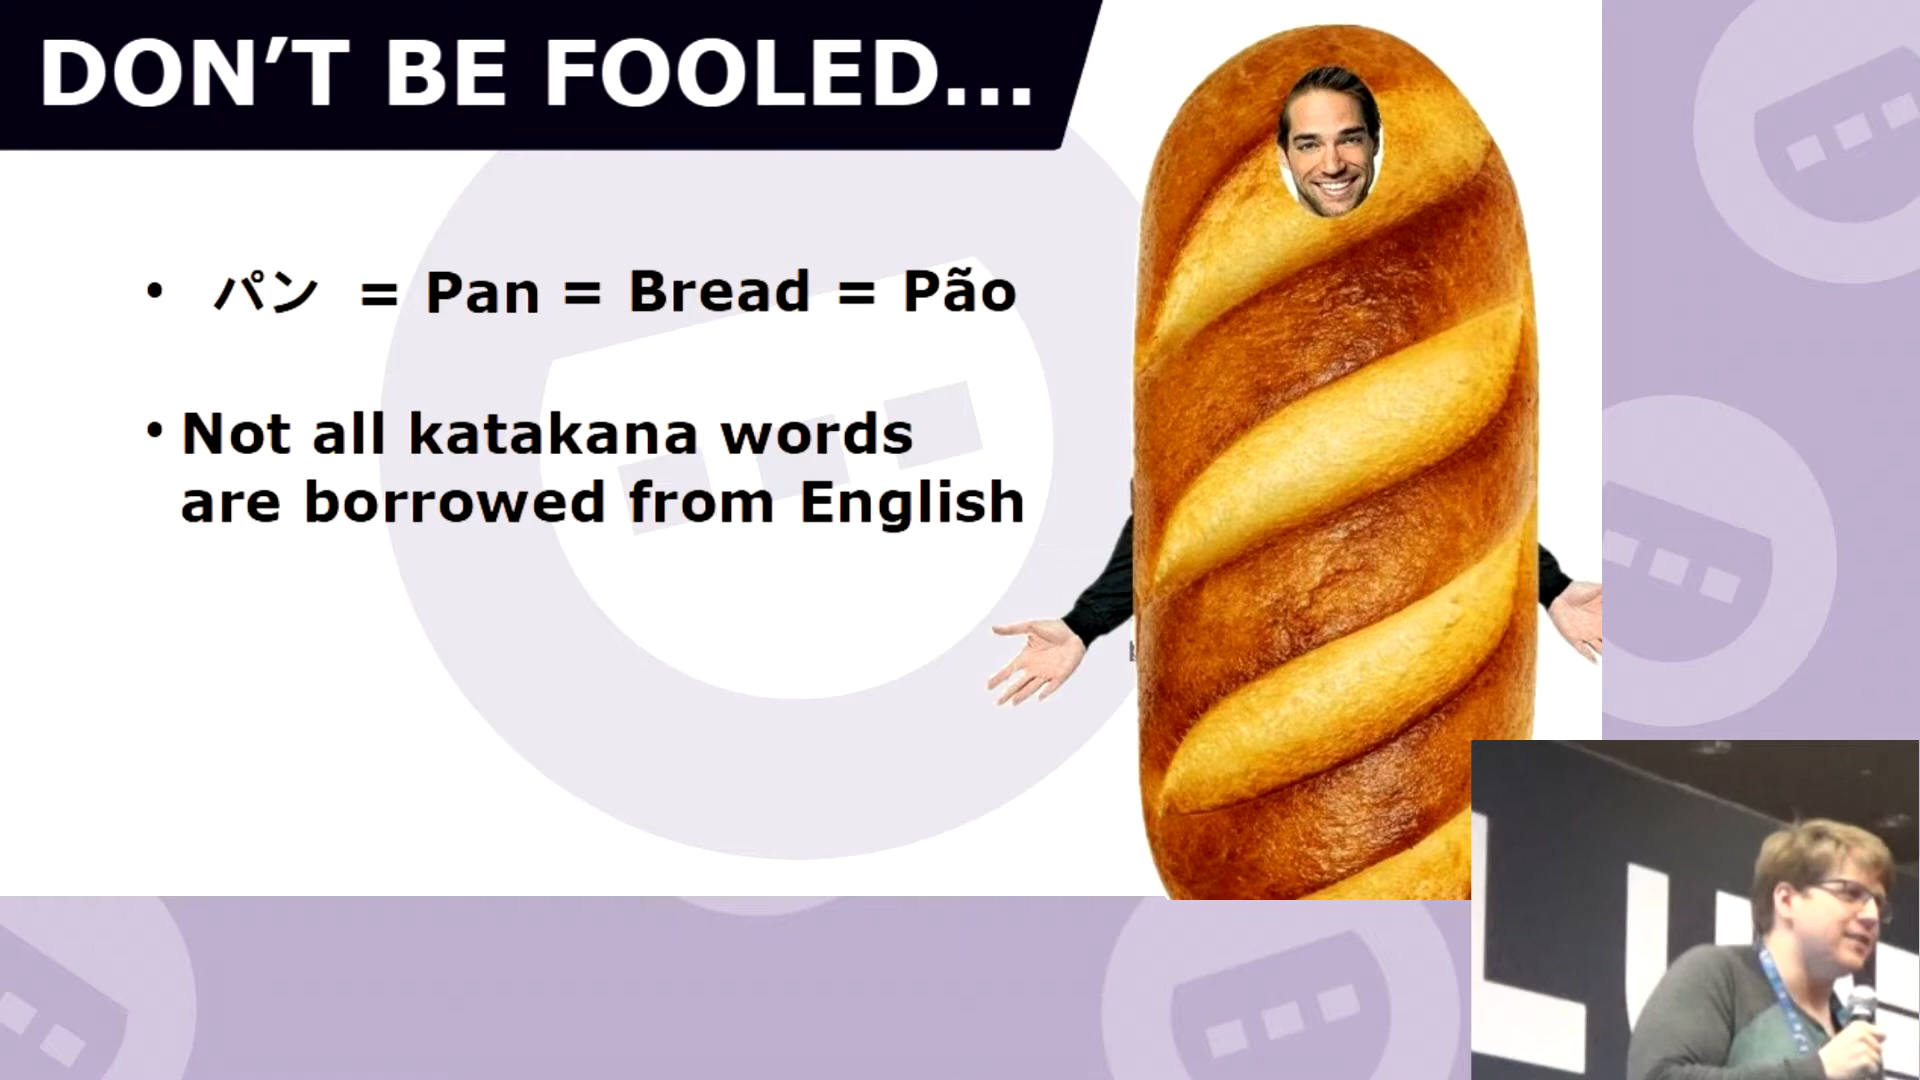 DON’T BE FOOLED...
• パン = Pan = Bread = Pão
• Not all katakana words
are borrowed from English